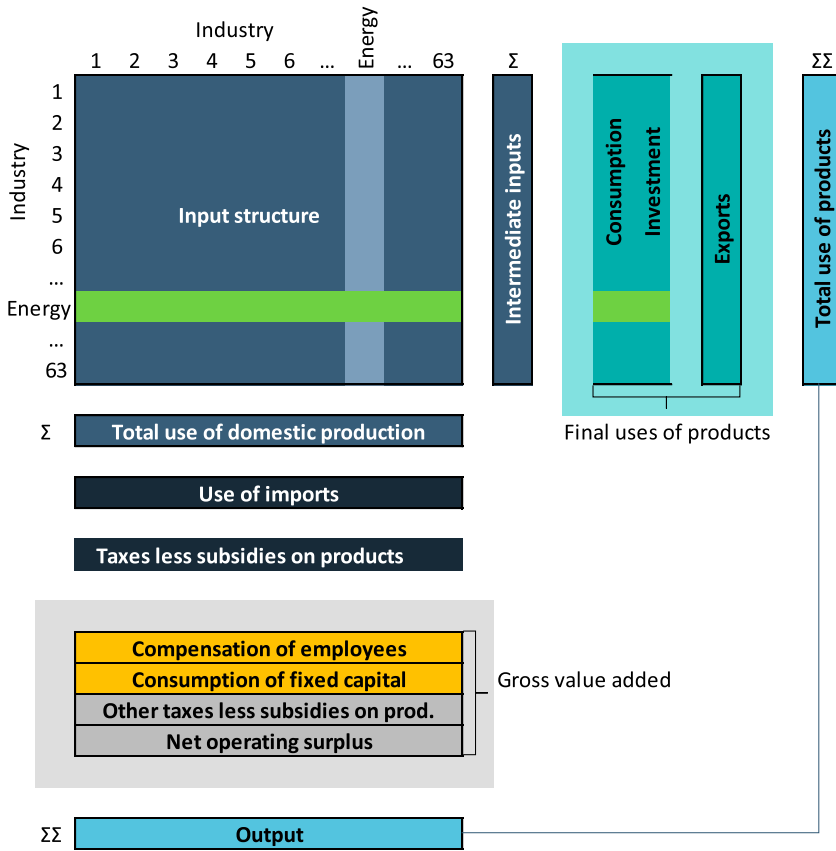 Industry
Energy
1 2 3 4 5 6 ... ... 63
Σ
ΣΣ
Industry
1
2
3
4
5
6
...
Energy
...
63
Input structure
Intermediate inputs
Consumption
Investment
Exports
Total use of products
Final uses of products
Σ
Total use of domestic production
Use of imports
Taxes less subsidies on products
Compensation of employees
Consumption of fixed capital
Other taxes less subsidies on prod.
Net operating surplus
Gross value added
ΣΣ
Output